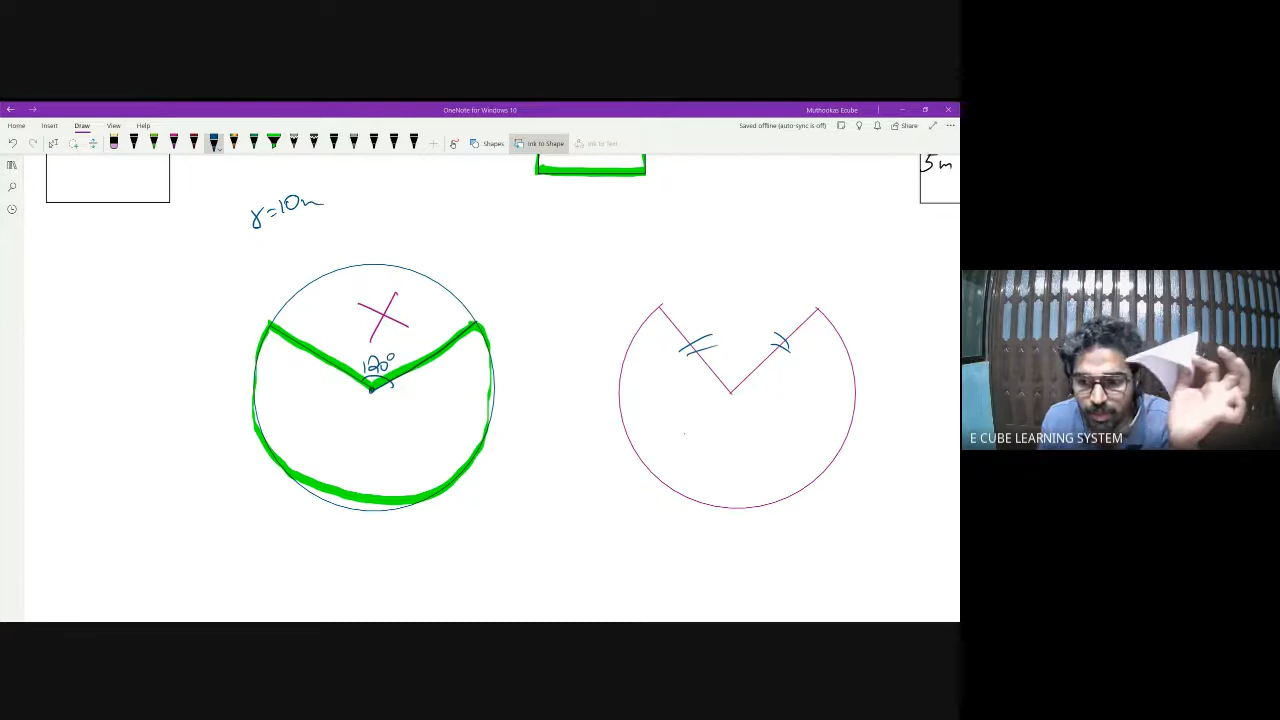 OneNote for Windows 10
Muthookas Ecube
Home Insert Draw View Help
Saved offline (auto-sync is off)
Share
Shapes
Ink to Shape
Ink to Text
5m
r=10m
120°
E CUBE LEARNING SYSTEM